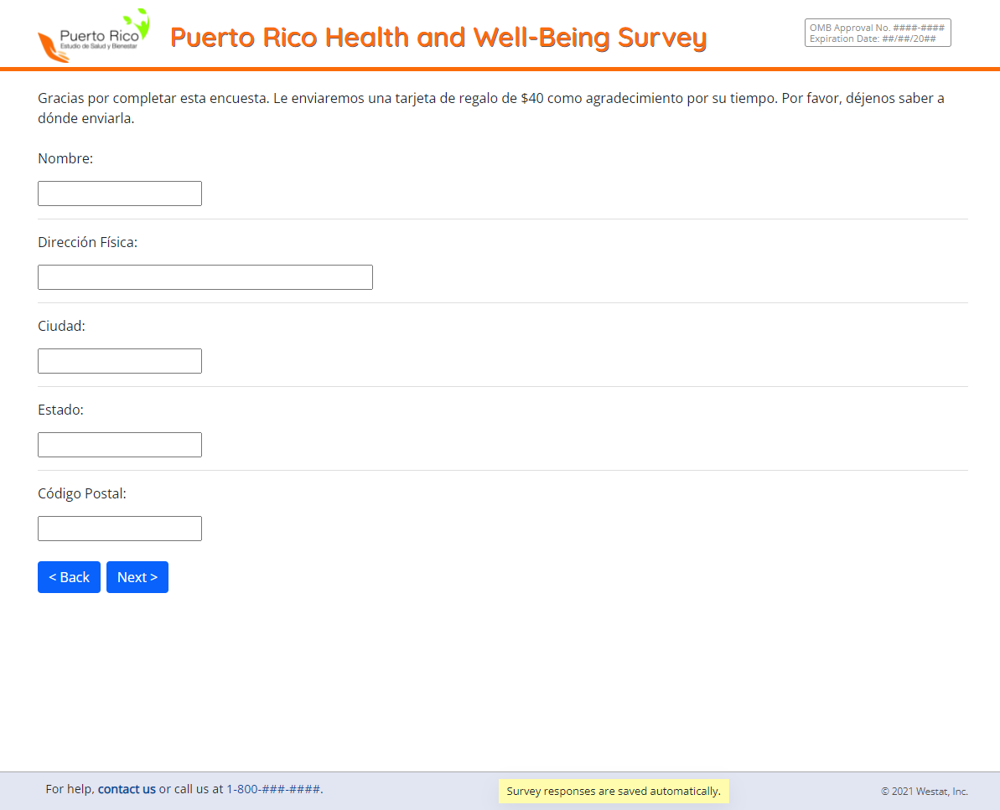 Puerto Rico
Estudio de Salud y Bienestar
Puerto Rico Health and Well-Being Survey
OMB Approval No. ####-####
Expiration Date: ##/##/20##
Gracias por completar esta encuesta. Le enviaremos una tarjeta de regalo de $40 como agradecimiento por su tiempo. Por favor, déjenos saber a
dónde enviarla.
Nombre:
Dirección Física:
Ciudad:
Estado:
Código Postal:
< Back Next >
For help, contact us or call us at 1-800-###-####.
Survey responses are saved automatically.
© 2021 Westat, Inc.